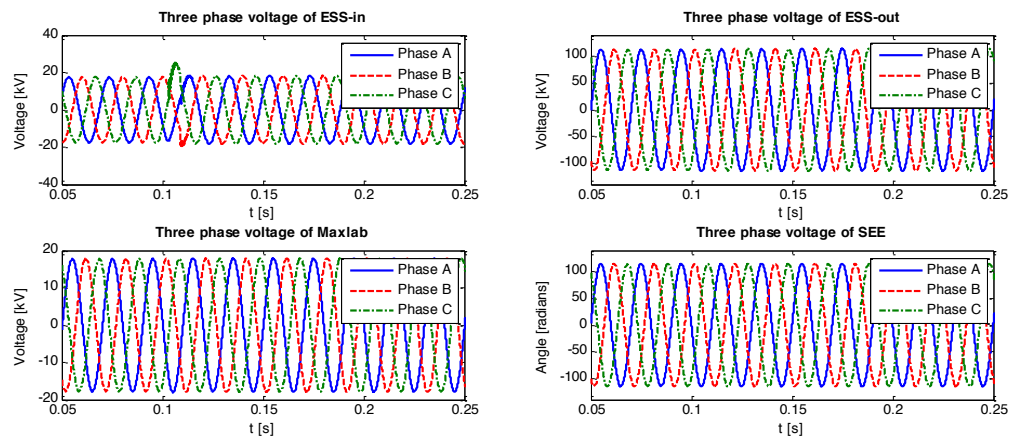 Three phase voltage of ESS-in
40
20
0
-20
-40
Voltage [kV]
Phase A
Phase B
Phase C
0.05
0.1
0.15
0.2
0.25
t [s]
Three phase voltage of ESS-out
100
50
0
-50
-100
Voltage [kV]
Phase A
Phase B
Phase C
0.05
0.1
0.15
0.2
0.25
t [s]
Three phase voltage of Maxlab
20
10
0
-10
-20
Voltage [kV]
Phase A
Phase B
Phase C
0.05
0.1
0.15
0.2
0.25
t [s]
Three phase voltage of SEE
100
50
0
-50
-100
Angle [radians]
Phase A
Phase B
Phase C
0.05
0.1
0.15
0.2
0.25
t [s]